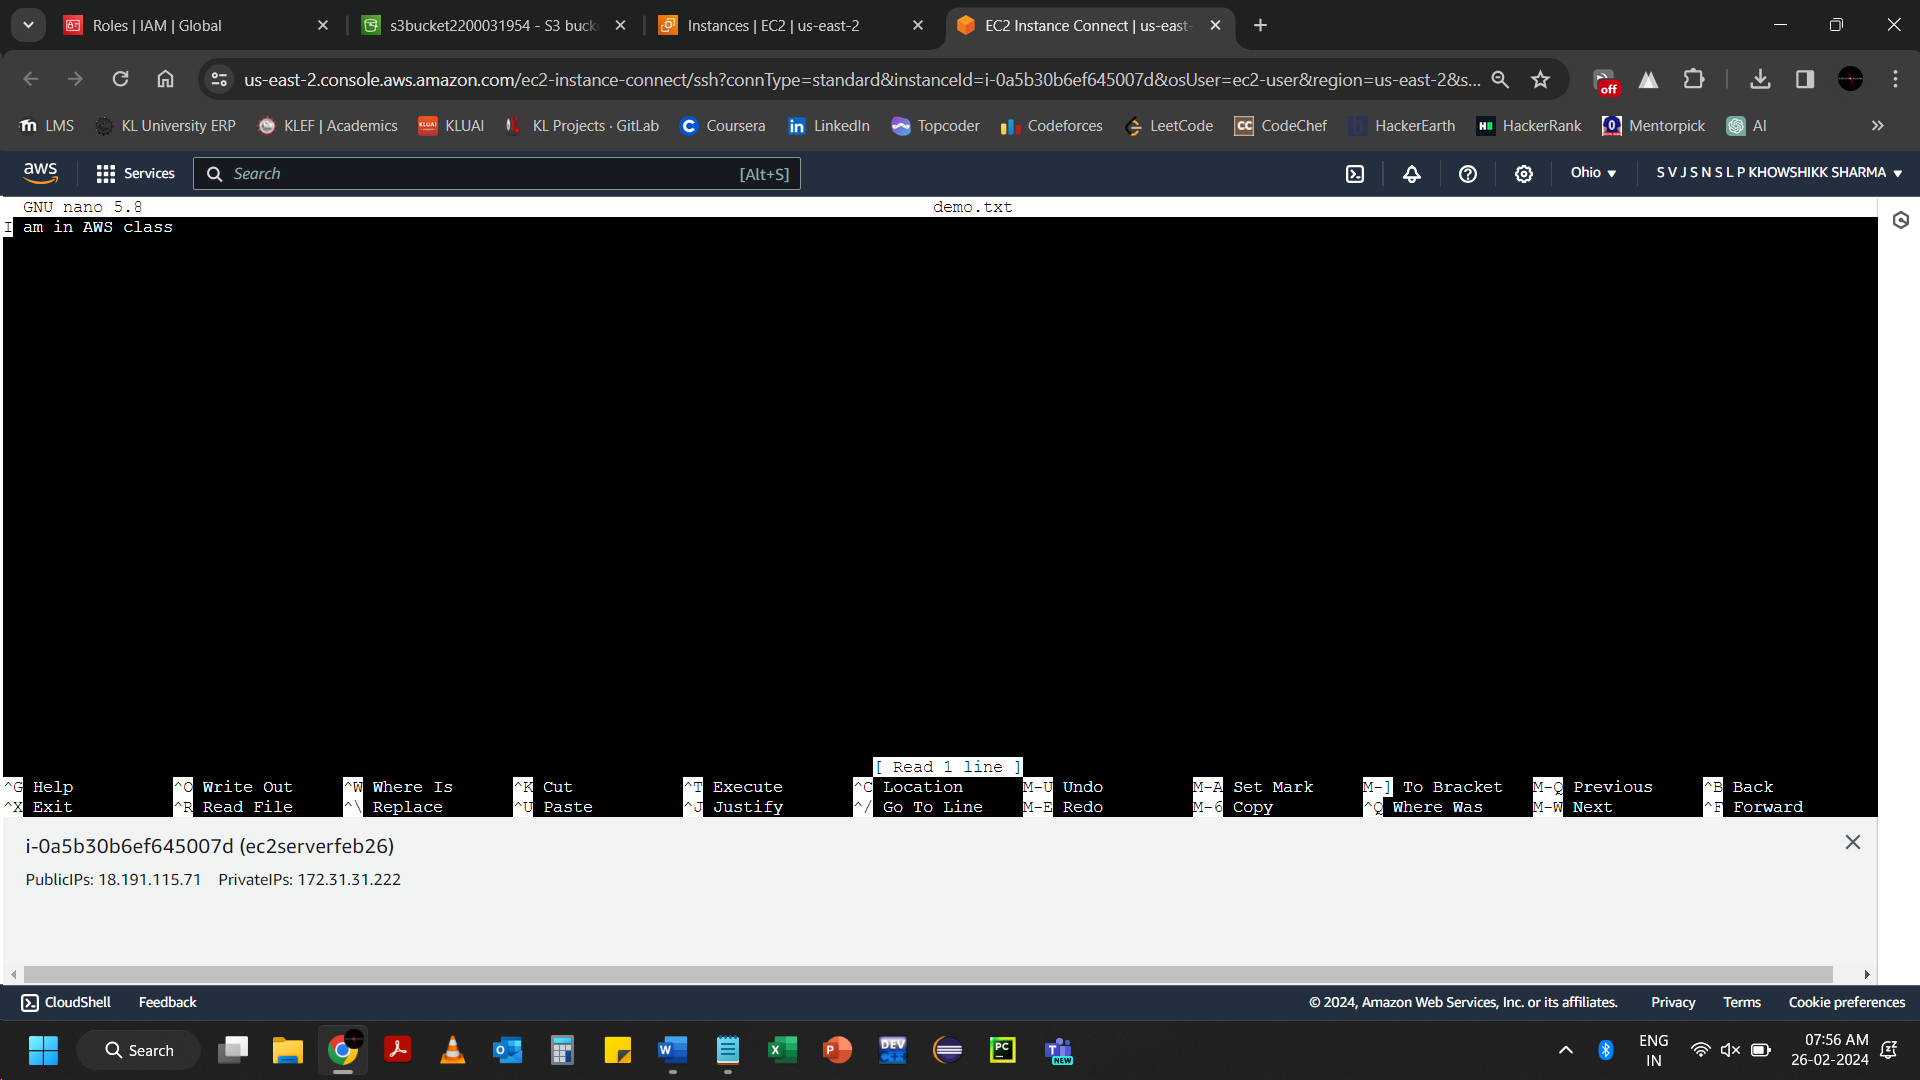 Roles | IAM | Global
s3bucket2200031954 - S3 buck
Instances | EC2 | us-east-2
EC2 Instance Connect | us-east-
us-east-2.console.aws.amazon.com/ec2-instance-connect/ssh?connType=standard&instanceId=i-0a5b30b6ef645007d&osUser=ec2-user&region=us-east-2&s...
off
LMS KL University ERP KLEF | Academics KLUAI KL Projects · GitLab Coursera LinkedIn Topcoder Codeforces LeetCode CodeChef HackerEarth HackerRank Mentorpick AI
aws Services Search [Alt+S] Ohio S V J S N S L P KHOWSHIKK SHARMA
GNU nano 5.8 demo.txt
I am in AWS class
[ Read 1 line ]
^G Help ^O Write Out ^W Where Is ^K Cut ^T Execute ^C Location M-U Undo M-A Set Mark M-] To Bracket M-Q Previous ^B Back
^X Exit ^R Read File ^\ Replace ^U Paste ^J Justify ^/ Go To Line M-E Redo M-6 Copy ^Q Where Was M-W Next ^F Forward
i-0a5b30b6ef645007d (ec2serverfeb26)
PublicIPs: 18.191.115.71 PrivateIPs: 172.31.31.222
CloudShell Feedback © 2024, Amazon Web Services, Inc. or its affiliates. Privacy Terms Cookie preferences
Search
ENG
IN
07:56 AM
26-02-2024